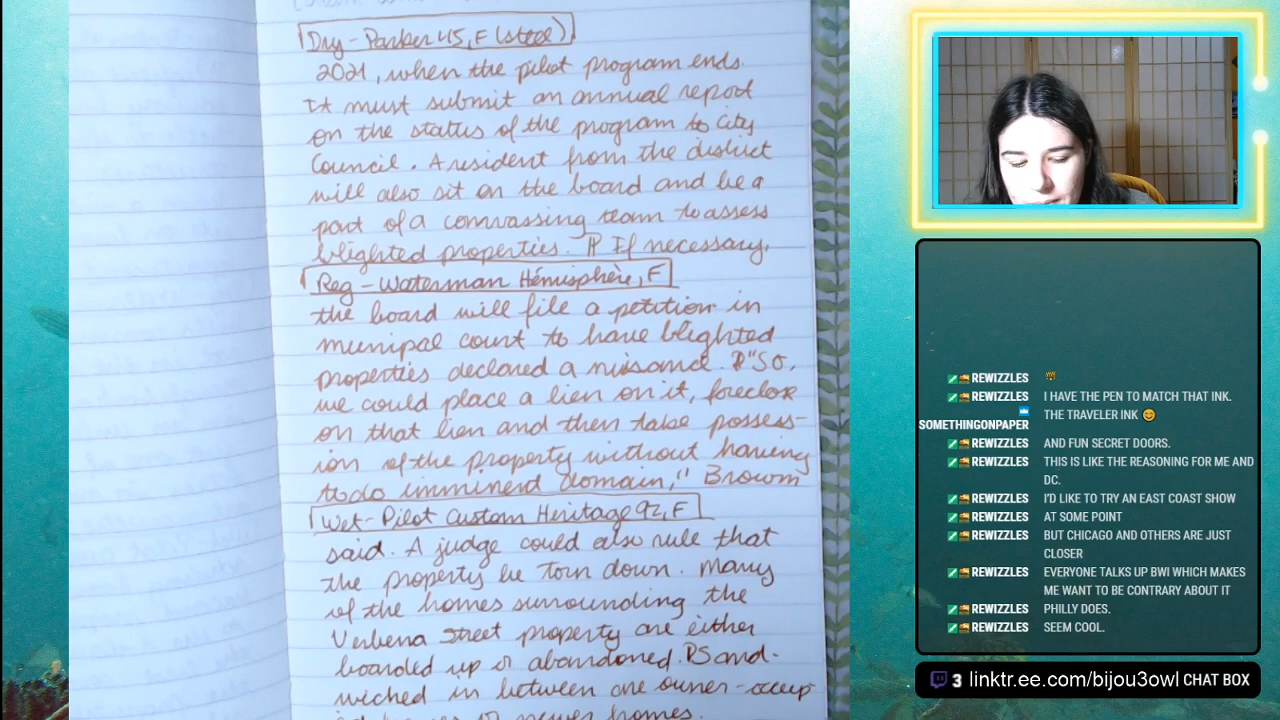 Dry - Parker 45, F (steel)
2021, when the pilot program ends.
It must submit an annual report
on the status of the program to City
Council. A resident from the district
will also sit on the board and be a
part of a convassing team to assess
blighted properties. If necessary,
Reg - Waterman Hémisphère, F
the board will file a petition in
municipal court to have blighted
properties declared a . "So,
we could place a lien on it, foreclose
on that lien and then take possess-
ion of the property without having
to do imminent domain," Brown
Wet - Pilot Custom Heritage 92, F
said. A judge could also rule that
the property be torn down. Many
of the homes surrounding the
Verbena Street property are either
boarded up or abandoned. Sand-
wiched in between are owner-occup-
ied homes or newer homes.
REWIZZLES
REWIZZLES I HAVE THE PEN TO MATCH THAT INK.
SOMETHINGONPAPER THE TRAVELER INK 😊
REWIZZLES AND FUN SECRET DOORS.
REWIZZLES THIS IS LIKE THE REASONING FOR ME AND
DC.
REWIZZLES I'D LIKE TO TRY AN EAST COAST SHOW
REWIZZLES AT SOME POINT
REWIZZLES BUT CHICAGO AND OTHERS ARE JUST
CLOSER
REWIZZLES EVERYONE TALKS UP BWI WHICH MAKES
ME WANT TO BE CONTRARY ABOUT IT
REWIZZLES PHILLY DOES.
REWIZZLES SEEM COOL.
3 linktr.ee.com/bijou3owl CHAT BOX